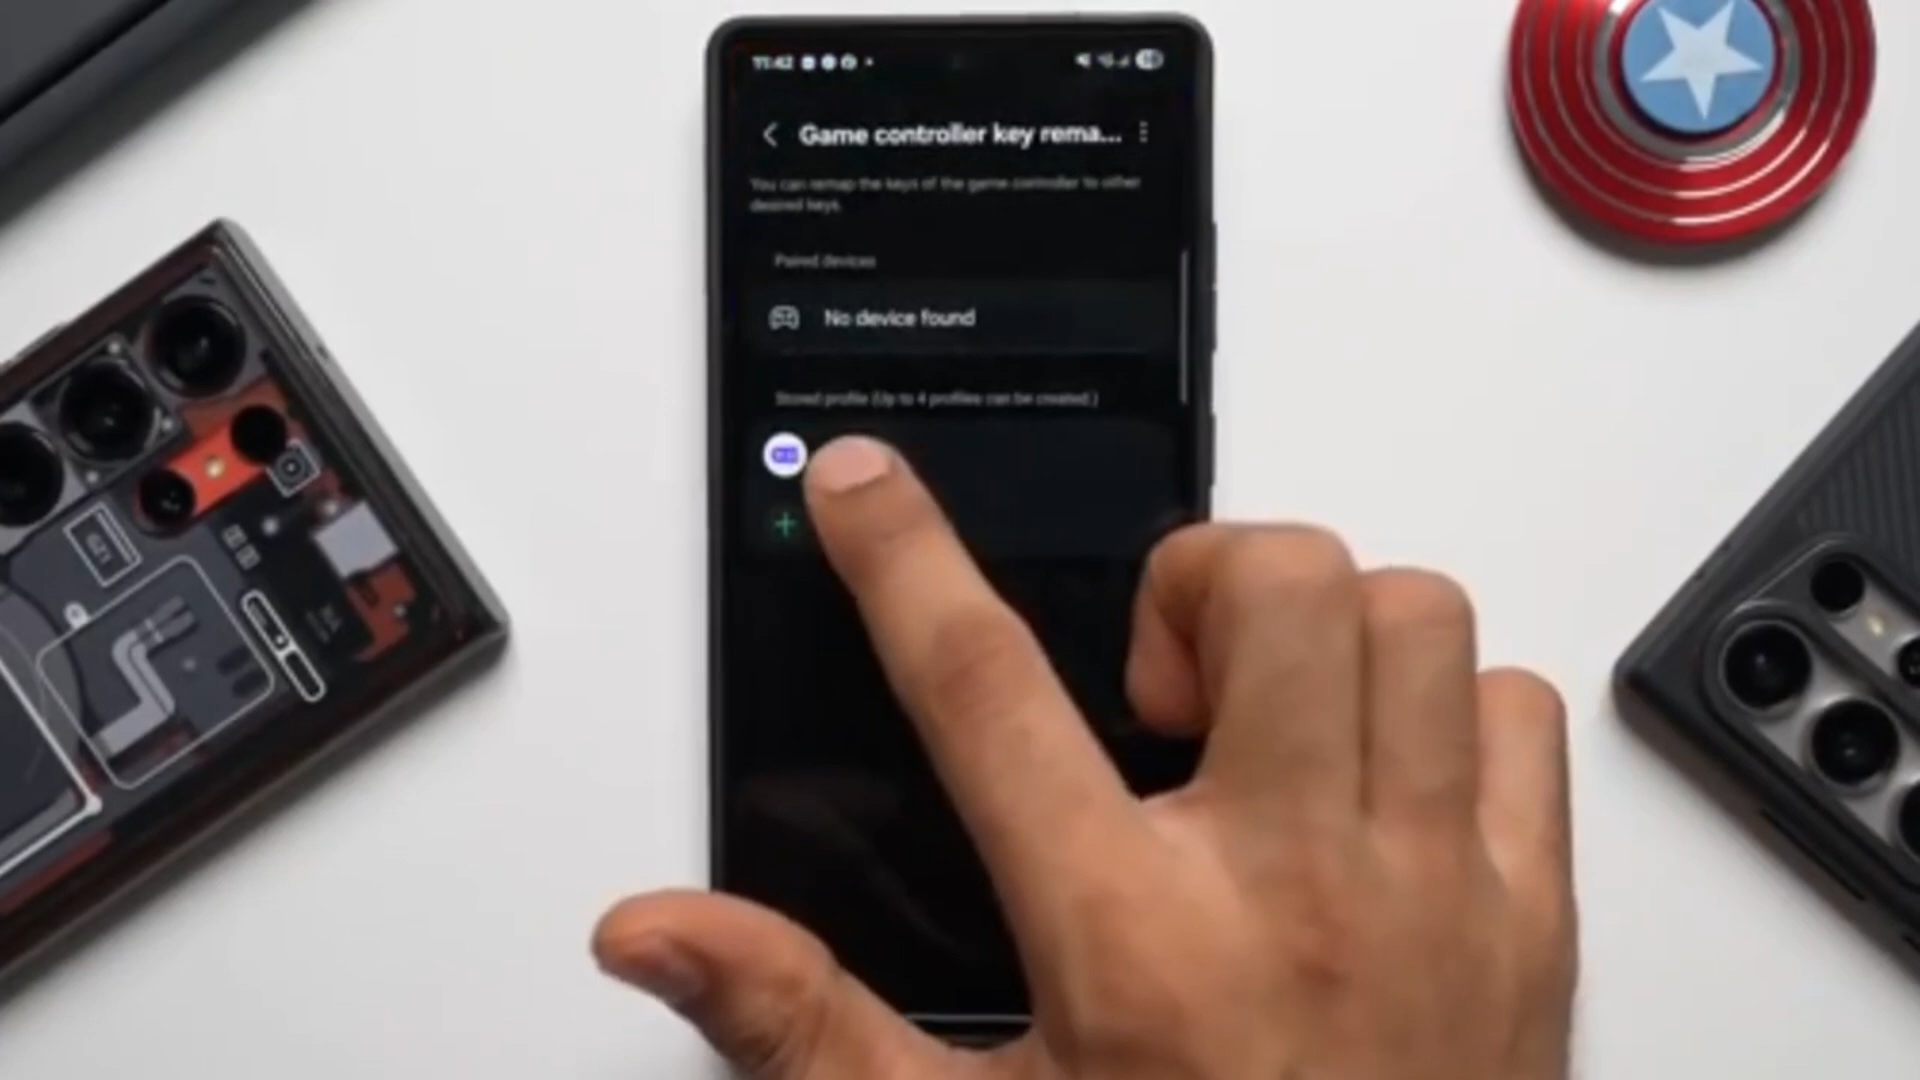 11:42
Game controller key rema...
You can remap the keys of the game controller to other
desired keys.
Paired devices
No device found
Stored profile (Up to 4 profiles can be created.)